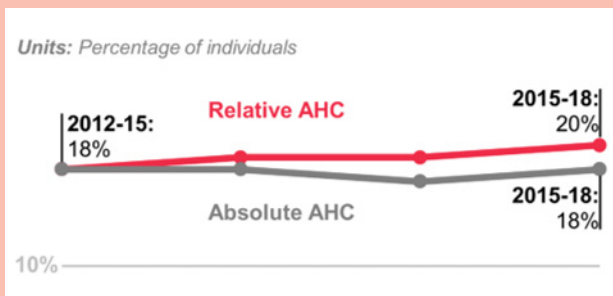 Units: Percentage of individuals
2012-15:
18%
Relative AHC
2015-18:
20%
Absolute AHC
2015-18:
18%
10%